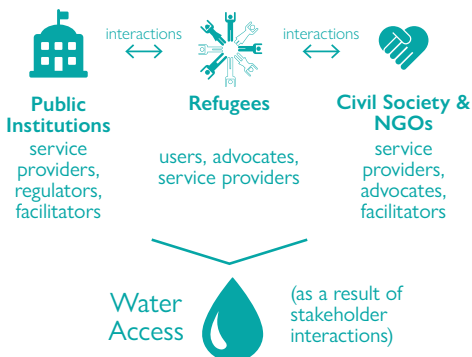 interactions
interactions
Public
Institutions
service
providers,
regulators,
facilitators
Refugees
users, advocates,
service providers
Civil Society &
NGOs
service
providers,
advocates,
facilitators
Water
Access
(as a result of
stakeholder
interactions)